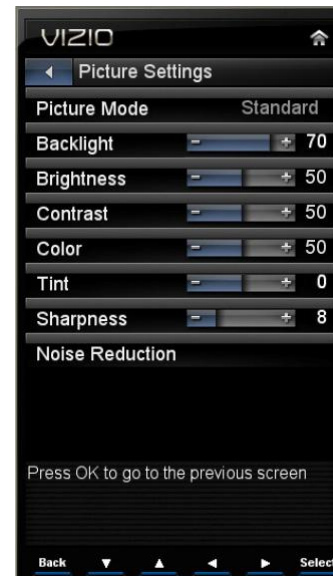 VIZIO
Picture Settings
Picture Mode Standard
Backlight - + 70
Brightness - + 50
Contrast - + 50
Color - + 50
Tint - + 0
Sharpness - + 8
Noise Reduction
Press OK to go to the previous screen
Back ▼ ▲ ◄ ► Select